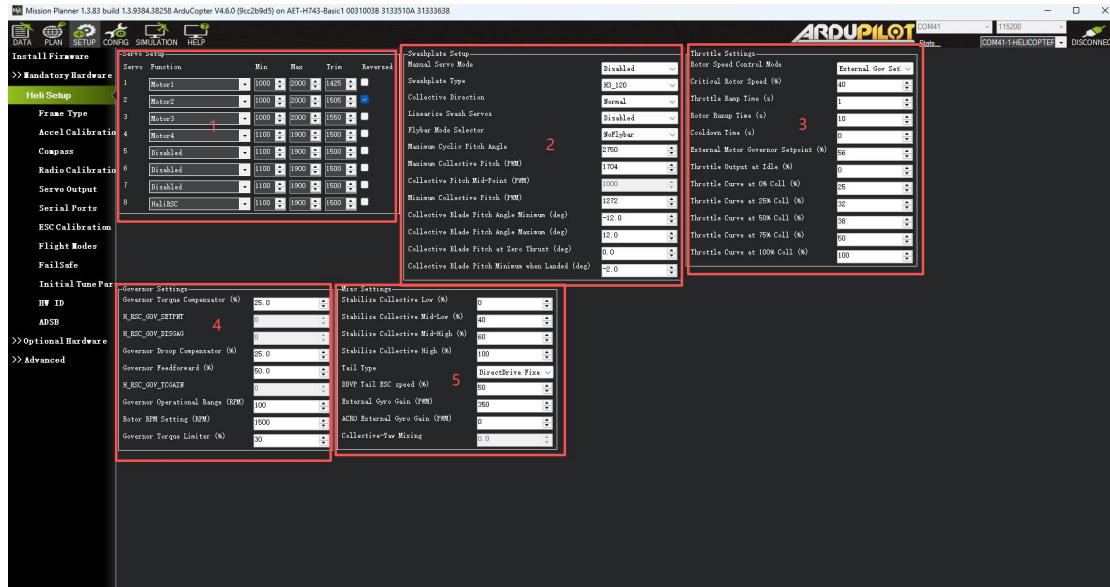 Mission Planner 1.3.83 build 1.3.9384.38258 ArduCopter V4.6.0 (9cc2b9d5) on AET-H743-Basic1 0031003B 3133510A 31333638
DATA PLAN SETUP CONFIG SIMULATION HELP
ARDUPILOT
COM41 115200
Stats... COM41-1-HELICOPTER DISCONNEC
Install Firmware
>> Mandatory Hardware
Heli Setup
Frame Type
Accel Calibratio
Compass
Radio Calibratio
Servo Output
Serial Ports
ESC Calibration
Flight Modes
FailSafe
Initial Tune Par
HW ID
ADSB
>> Optional Hardware
>> Advanced
Servo Setup
Servo Function Min Max Trim Reversed
1 Motor1 1000 2000 1425
2 Motor2 1000 2000 1505
3 Motor3 1000 2000 1550
4 Motor4 1100 1900 1500
5 Disabled 1100 1900 1500
6 Disabled 1100 1900 1500
7 Disabled 1100 1900 1500
8 HeliRSC 1100 1900 1500
1
Swashplate Setup
Manual Servo Mode Disabled
Swashplate Type H3_120
Collective Direction Normal
Linearize Swash Servos Disabled
Flybar Mode Selector NoFlybar
Maximum Cyclic Pitch Angle 2750
Maximum Collective Pitch (PWM) 1704
Collective Pitch Mid-Point (PWM) 1000
Minimum Collective Pitch (PWM) 1272
Collective Blade Pitch Angle Minimum (deg) -12.0
Collective Blade Pitch Angle Maximum (deg) 12.0
Collective Blade Pitch at Zero Thrust (deg) 0.0
Collective Blade Pitch Minimum when Landed (deg) -2.0
2
Throttle Settings
Rotor Speed Control Mode External Gov Set
Critical Rotor Speed (%) 40
Throttle Ramp Time (s) 1
Rotor Runup Time (s) 10
Cooldown Time (s) 0
External Motor Governor Setpoint (%) 56
Throttle Output at Idle (%) 0
Throttle Curve at 0% Coll (%) 25
Throttle Curve at 25% Coll (%) 32
Throttle Curve at 50% Coll (%) 38
Throttle Curve at 75% Coll (%) 50
Throttle Curve at 100% Coll (%) 100
3
Governor Settings
Governor Torque Compensator (%) 25.0
H_RSC_GOV_SETPNT 0
H_RSC_GOV_DISGAG 0
Governor Droop Compensator (%) 25.0
Governor Feedforward (%) 50.0
H_RSC_GOV_TCGAIN 0
Governor Operational Range (RPM) 100
Rotor RPM Setting (RPM) 1500
Governor Torque Limiter (%) 30
4
Misc Settings
Stabilize Collective Low (%) 0
Stabilize Collective Mid-Low (%) 40
Stabilize Collective Mid-High (%) 60
Stabilize Collective High (%) 100
Tail Type DirectDrive Fixe
DDVP Tail ESC speed (%) 50
External Gyro Gain (PWM) 350
ACRO External Gyro Gain (PWM) 0
Collective-Yaw Mixing 0.0
5